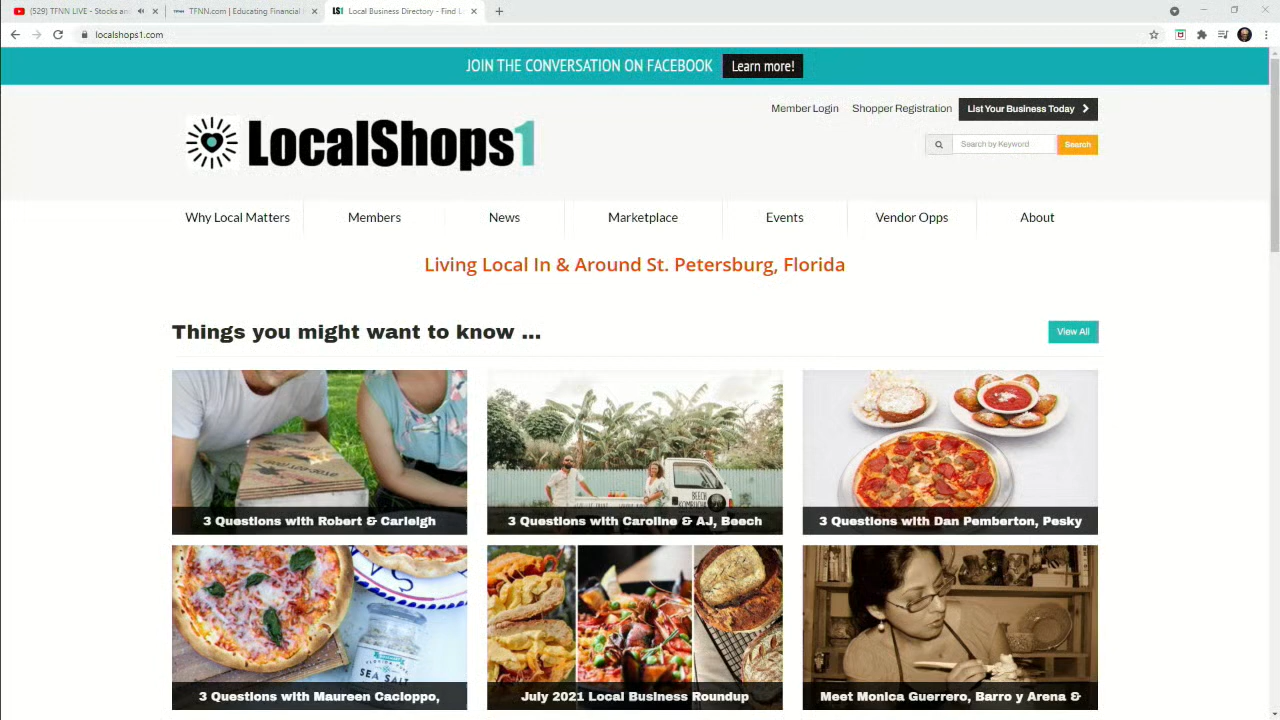 (529) TFNN LIVE - Stocks an
TFNN.com | Educating Financial
LS1 Local Business Directory - Find L
localshops1.com
JOIN THE CONVERSATION ON FACEBOOK Learn more!
Member Login Shopper Registration List Your Business Today
LocalShops1
Search by Keyword Search
Why Local Matters Members News Marketplace Events Vendor Opps About
Living Local In & Around St. Petersburg, Florida
Things you might want to know ... View All
BEECH
KOMBUCHA
3 Questions with Robert & Carleigh
3 Questions with Caroline & AJ, Beech
3 Questions with Dan Pemberton, Pesky
SEA SALT
3 Questions with Maureen Cacioppo,
July 2021 Local Business Roundup
Meet Monica Guerrero, Barro y Arena &